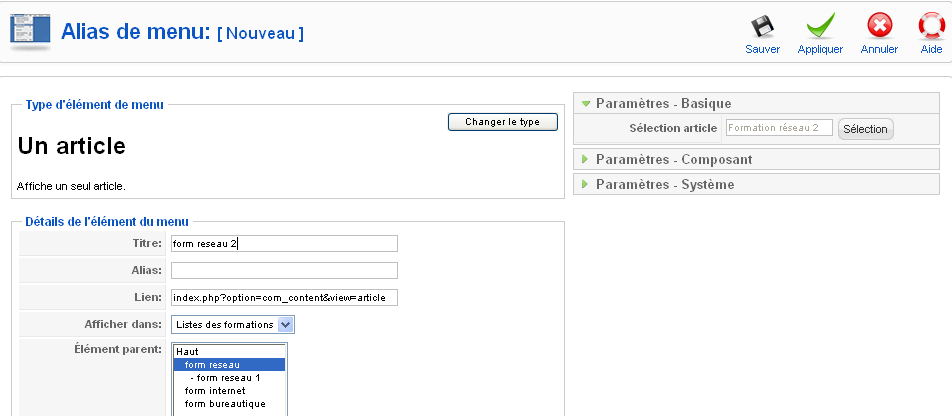 Alias de menu: [ Nouveau ]
Sauver Appliquer Annuler Aide
Type d'élément de menu
Changer le type
Un article
Affiche un seul article.
Paramètres - Basique
Sélection article Formation réseau 2 Sélection
Paramètres - Composant
Paramètres - Système
Détails de l'élément du menu
Titre: form reseau 2
Alias:
Lien: index.php?option=com_content&view=article
Afficher dans: Listes des formations
Élément parent: Haut
form reseau
- form reseau 1
form internet
form bureautique